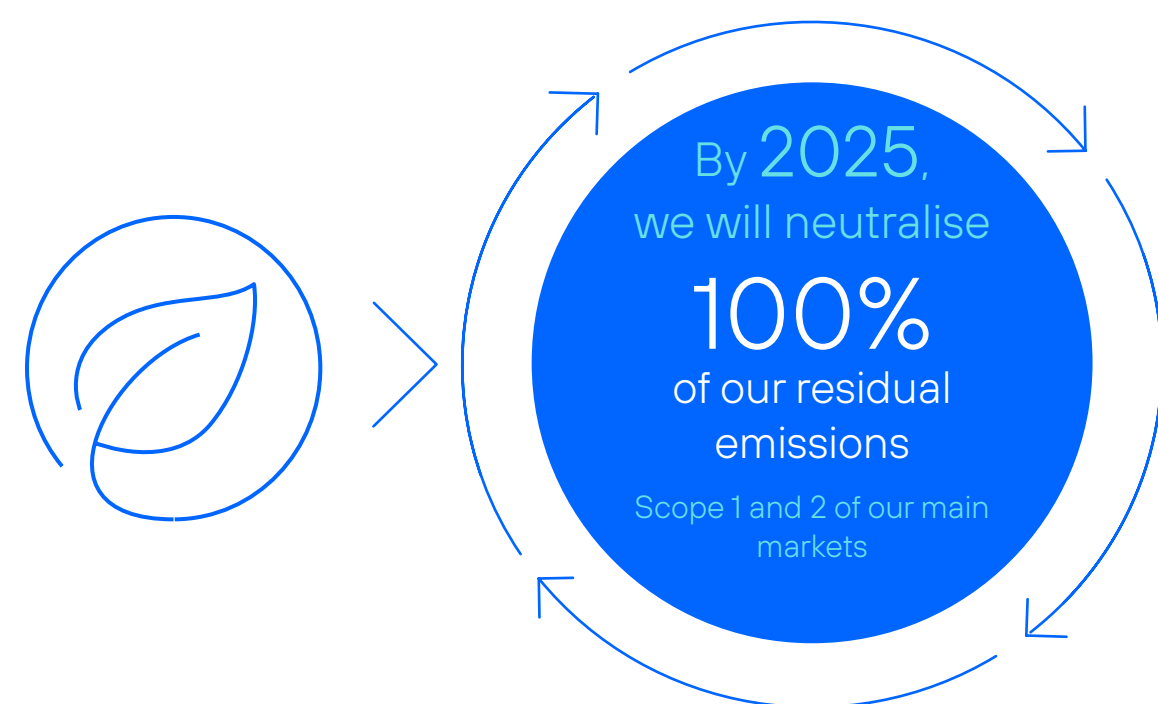 By 2025,
we will neutralise
100%
of our residual
emissions
Scope 1 and 2 of our main
markets